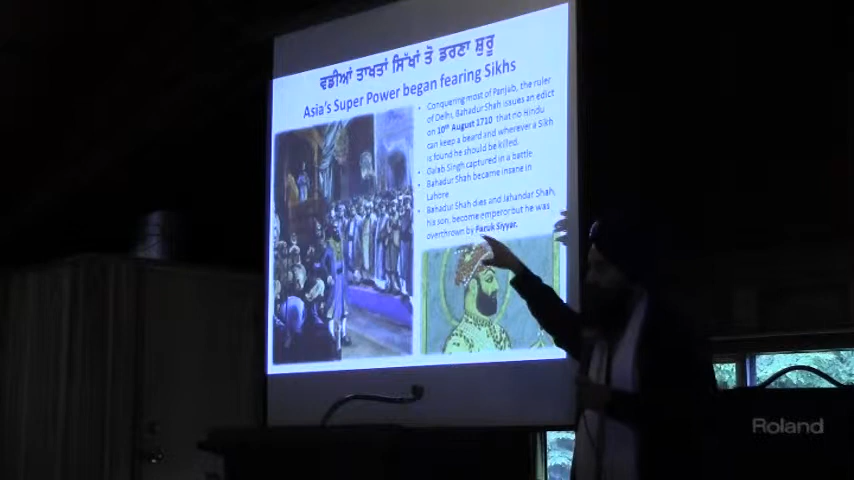 ਵਡੀਆਂ ਤਾਖਤਾਂ ਸਿੱਖਾਂ ਤੋ ਡਰਣਾ ਸ਼ੁਰੂ
Asia's Super Power began fearing Sikhs
• Conquering most of Panjab, the ruler
of Delhi, Bahadur Shah issues an edict
on 10th August 1710 that no Hindu
can keep a beard and wherever a Sikh
is found he should be killed.
• Gulab Singh captured in a battle
• Bahadur Shah became insane in
Lahore
• Bahadur Shah dies and Jahandar Shah,
his son, become emperor but he was
overthrown by Faruk Siyyar.
Roland